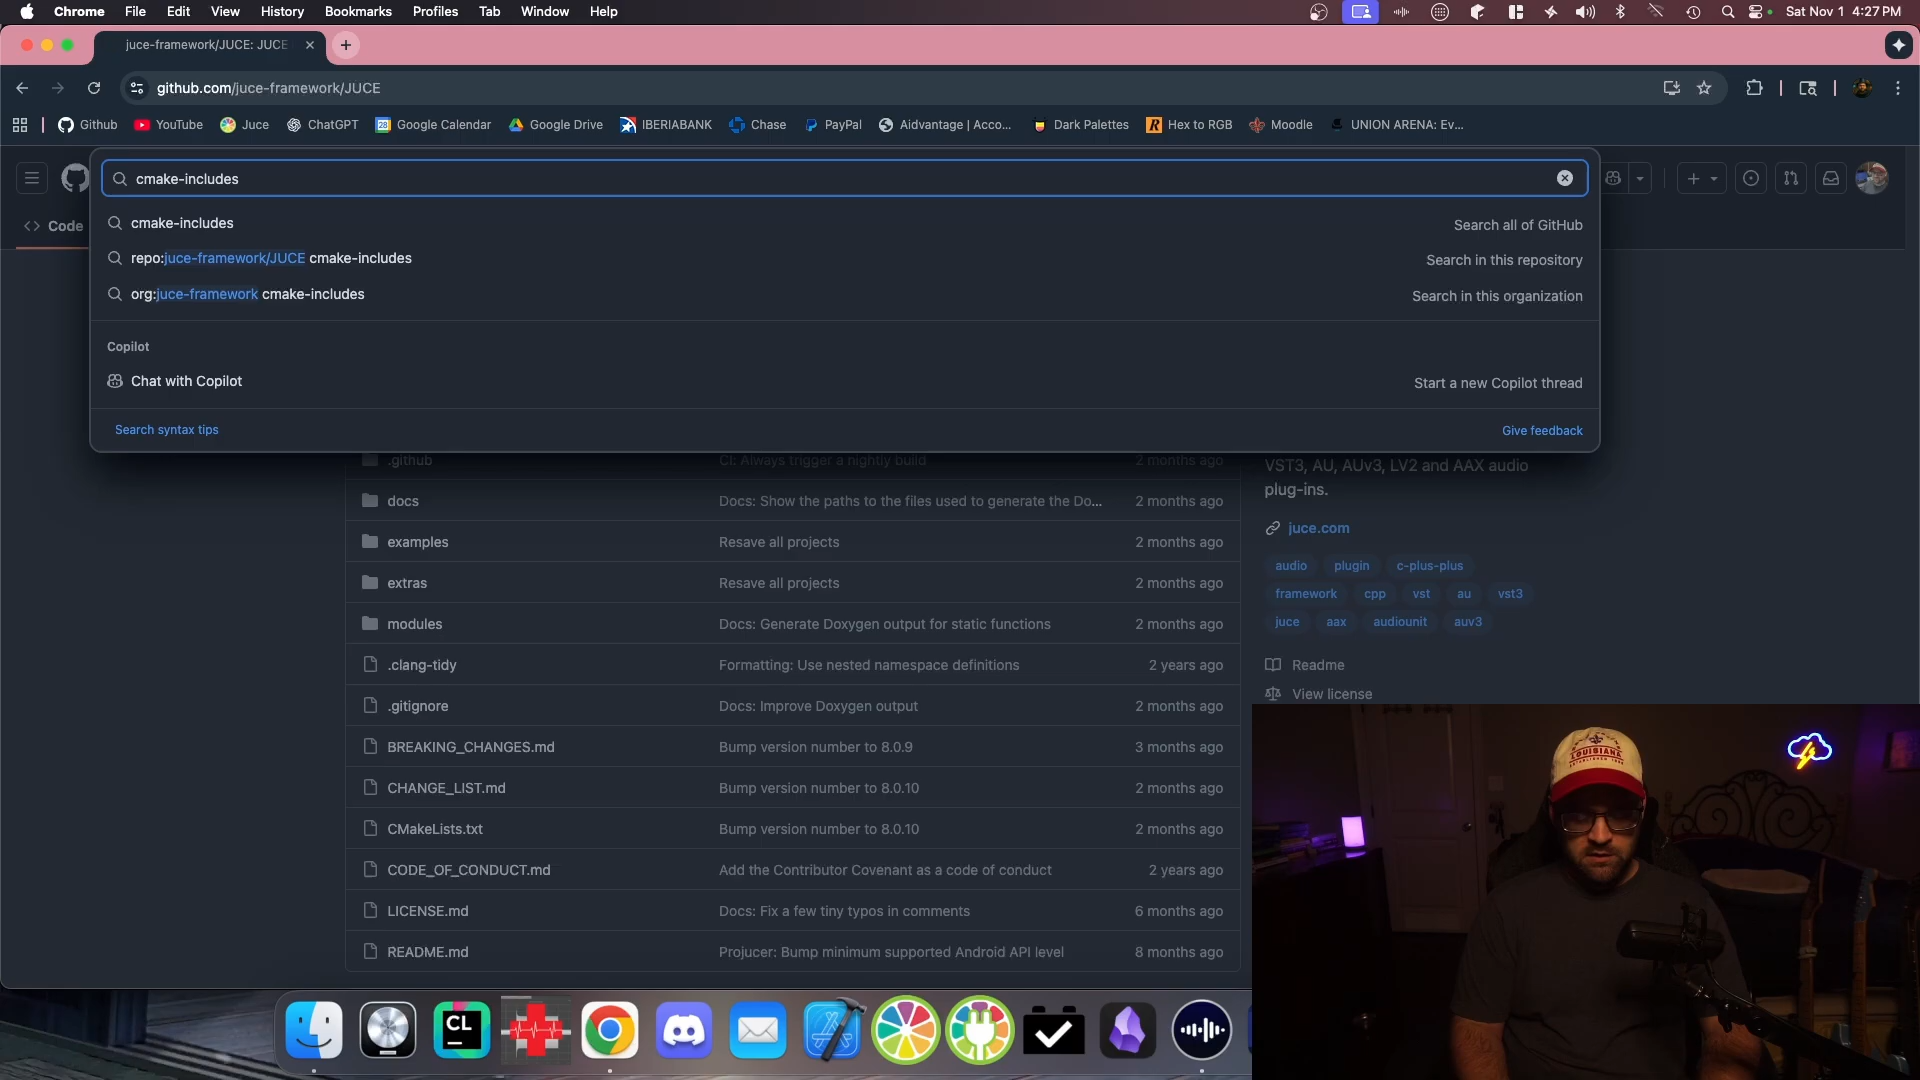 Chrome File Edit View History Bookmarks Profiles Tab Window Help
Sat Nov 1 4:27 PM
juce-framework/JUCE: JUCE
github.com/juce-framework/JUCE
Github YouTube Juce ChatGPT Google Calendar Google Drive IBERIABANK Chase PayPal Aidvantage | Acco... Dark Palettes Hex to RGB Moodle UNION ARENA: Ev...
cmake-includes
Code
cmake-includes Search all of GitHub
repo:juce-framework/JUCE cmake-includes Search in this repository
org:juce-framework cmake-includes Search in this organization
Copilot
Chat with Copilot Start a new Copilot thread
Search syntax tips Give feedback
.github CI: Always trigger a nightly build 2 months ago
docs Docs: Show the paths to the files used to generate the Do... 2 months ago
examples Resave all projects 2 months ago
extras Resave all projects 2 months ago
modules Docs: Generate Doxygen output for static functions 2 months ago
.clang-tidy Formatting: Use nested namespace definitions 2 years ago
.gitignore Docs: Improve Doxygen output 2 months ago
BREAKING_CHANGES.md Bump version number to 8.0.9 3 months ago
CHANGE_LIST.md Bump version number to 8.0.10 2 months ago
CMakeLists.txt Bump version number to 8.0.10 2 months ago
CODE_OF_CONDUCT.md Add the Contributor Covenant as a code of conduct 2 years ago
LICENSE.md Docs: Fix a few tiny typos in comments 6 months ago
README.md Projucer: Bump minimum supported Android API level 8 months ago
VST3, AU, AUv3, LV2 and AAX audio
plug-ins.
juce.com
audio plugin c-plus-plus
framework cpp vst au vst3
juce aax audiounit auv3
Readme
View license
LOUISIANA
CL